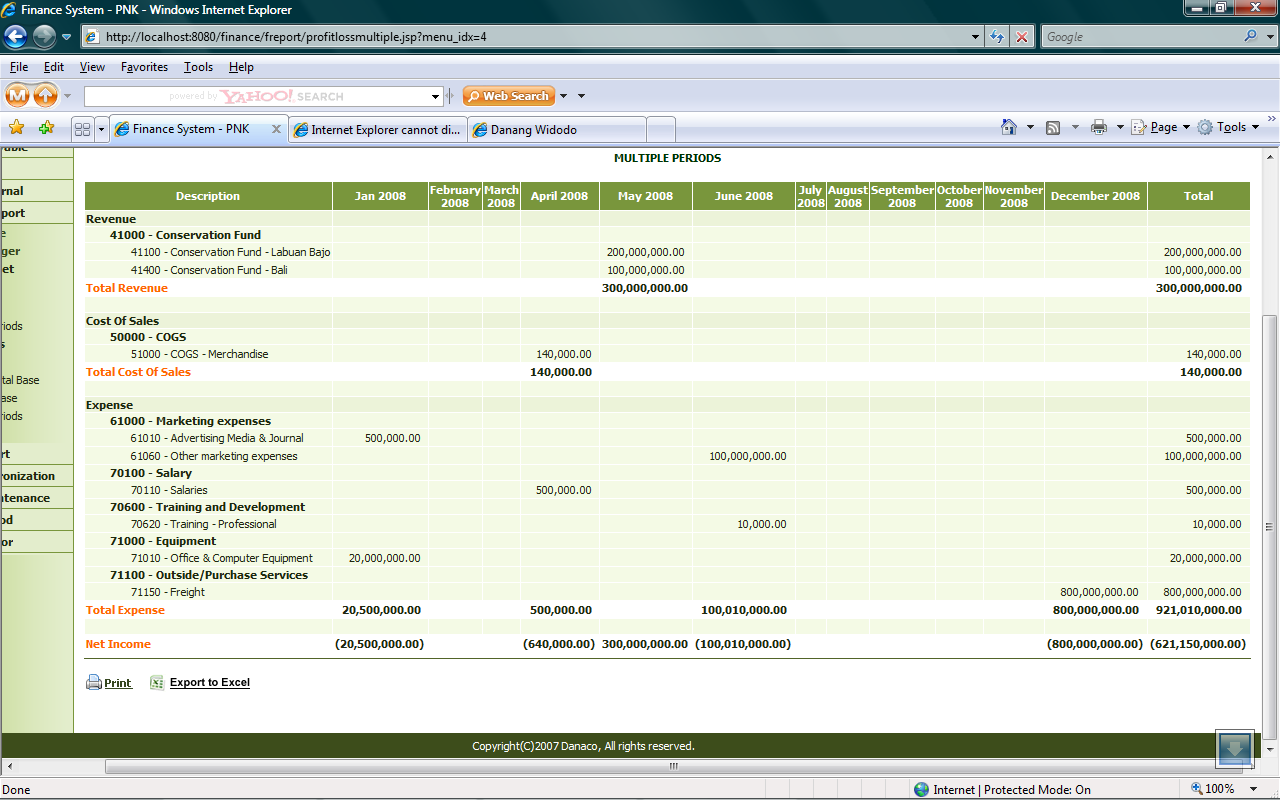 Finance System - PNK - Windows Internet Explorer
http://localhost:8080/finance/freport/profitlossmultiple.jsp?menu_idx=4
Google
File Edit View Favorites Tools Help
M powered by YAHOO! SEARCH Web Search
Finance System - PNK X Internet Explorer cannot di... Danang Widodo Page Tools
MULTIPLE PERIODS
Description Jan 2008 February 2008 March 2008 April 2008 May 2008 June 2008 July 2008 August 2008 September 2008 October 2008 November 2008 December 2008 Total
Revenue
41000 - Conservation Fund
41100 - Conservation Fund - Labuan Bajo 200,000,000.00 200,000,000.00
41400 - Conservation Fund - Bali 100,000,000.00 100,000,000.00
Total Revenue 300,000,000.00 300,000,000.00
Cost Of Sales
50000 - COGS
51000 - COGS - Merchandise 140,000.00 140,000.00
Total Cost Of Sales 140,000.00 140,000.00
Expense
61000 - Marketing expenses
61010 - Advertising Media & Journal 500,000.00 500,000.00
61060 - Other marketing expenses 100,000,000.00 100,000,000.00
70100 - Salary
70110 - Salaries 500,000.00 500,000.00
70600 - Training and Development
70620 - Training - Professional 10,000.00 10,000.00
71000 - Equipment
71010 - Office & Computer Equipment 20,000,000.00 20,000,000.00
71100 - Outside/Purchase Services
71150 - Freight 800,000,000.00 800,000,000.00
Total Expense 20,500,000.00 500,000.00 100,010,000.00 800,000,000.00 921,010,000.00
Net Income (20,500,000.00) (640,000.00) 300,000,000.00 (100,010,000.00) (800,000,000.00) (621,150,000.00)
Print Export to Excel
rnal
port
e
ger
et
iods
s
tal Base
ase
iods
rt
ronization
ntenance
od
or
Copyright(C)2007 Danaco, All rights reserved.
Done Internet | Protected Mode: On 100%